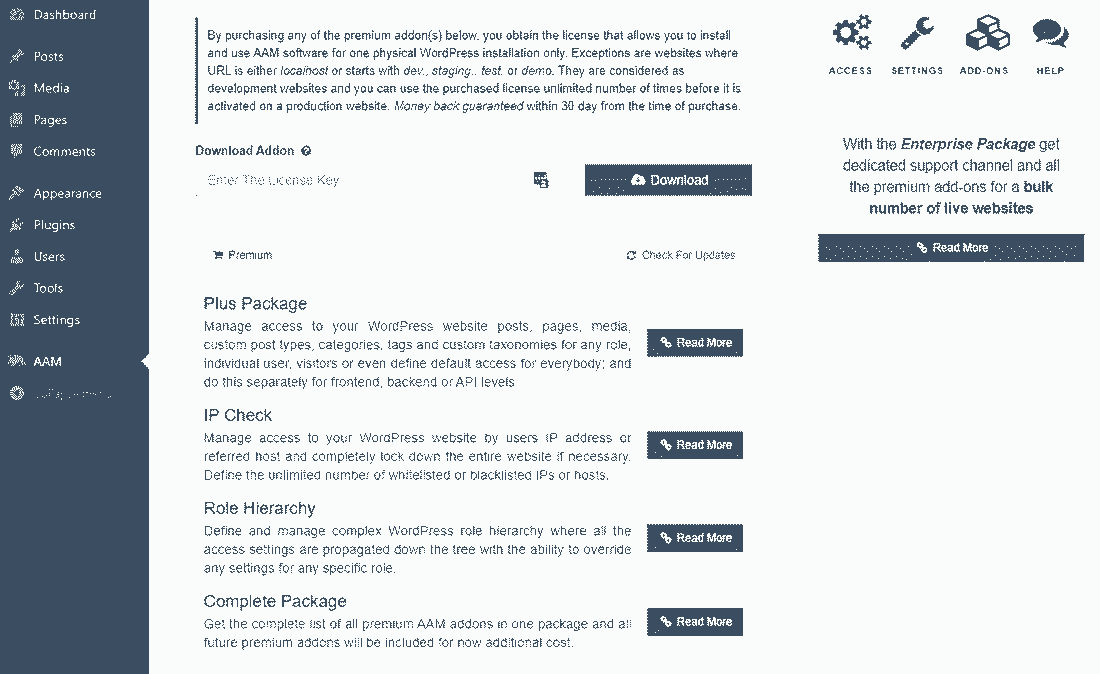 Dashboard
Posts
Media
Pages
Comments
Appearance
Plugins
Users
Tools
Settings
AAM
By purchasing any of the premium addon(s) below, you obtain the license that allows you to install
and use AAM software for one physical WordPress installation only. Exceptions are websites where
URL is either localhost or starts with dev., staging., test. or demo. They are considered as
development websites and you can use the purchased license unlimited number of times before it is
activated on a production website. Money back guaranteed within 30 day from the time of purchase.
Download Addon
Enter The License Key
Download
Premium
Check For Updates
Plus Package
Manage access to your WordPress website posts, pages, media,
custom post types, categories, tags and custom taxonomies for any role,
individual user, visitors or even define default access for everybody; and
do this separately for frontend, backend or API levels
Read More
IP Check
Manage access to your WordPress website by users IP address or
referred host and completely lock down the entire website if necessary.
Define the unlimited number of whitelisted or blacklisted IPs or hosts.
Read More
Role Hierarchy
Define and manage complex WordPress role hierarchy where all the
access settings are propagated down the tree with the ability to override
any settings for any specific role.
Read More
Complete Package
Get the complete list of all premium AAM addons in one package and all
future premium addons will be included for now additional cost.
Read More
ACCESS
SETTINGS
ADD-ONS
HELP
With the Enterprise Package get
dedicated support channel and all
the premium add-ons for a bulk
number of live websites
Read More